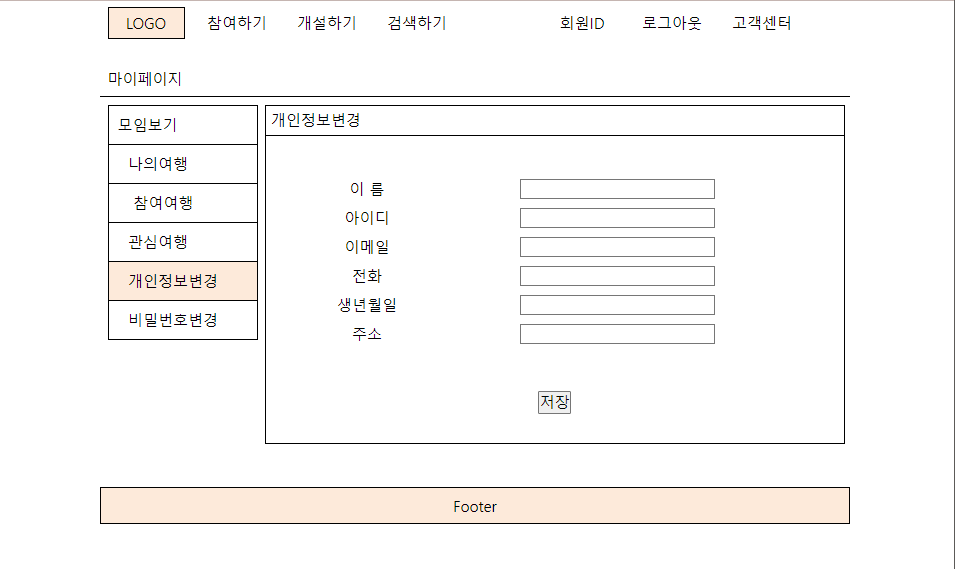 LOGO 참여하기 개설하기 검색하기 회원ID 로그아웃 고객센터
마이페이지
모임보기
나의여행
참여여행
관심여행
개인정보변경
비밀번호변경
개인정보변경
이 름
아이디
이메일
전화
생년월일
주소
저장
Footer